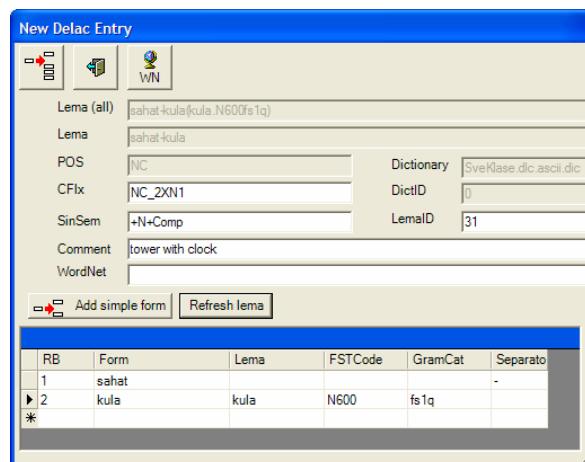 New Delac Entry
WN
Lema (all) sahat-kula(kula.N600fs1q)
Lema sahat-kula
POS NC Dictionary SveKlase.dlc.ascii.dic
CFlx NC_2XN1 DictID 0
SinSem +N+Comp LemaID 31
Comment tower with clock
WordNet
Add simple form Refresh lema
RB Form Lema FSTCode GramCat Separato
1 sahat -
2 kula kula N600 fs1q